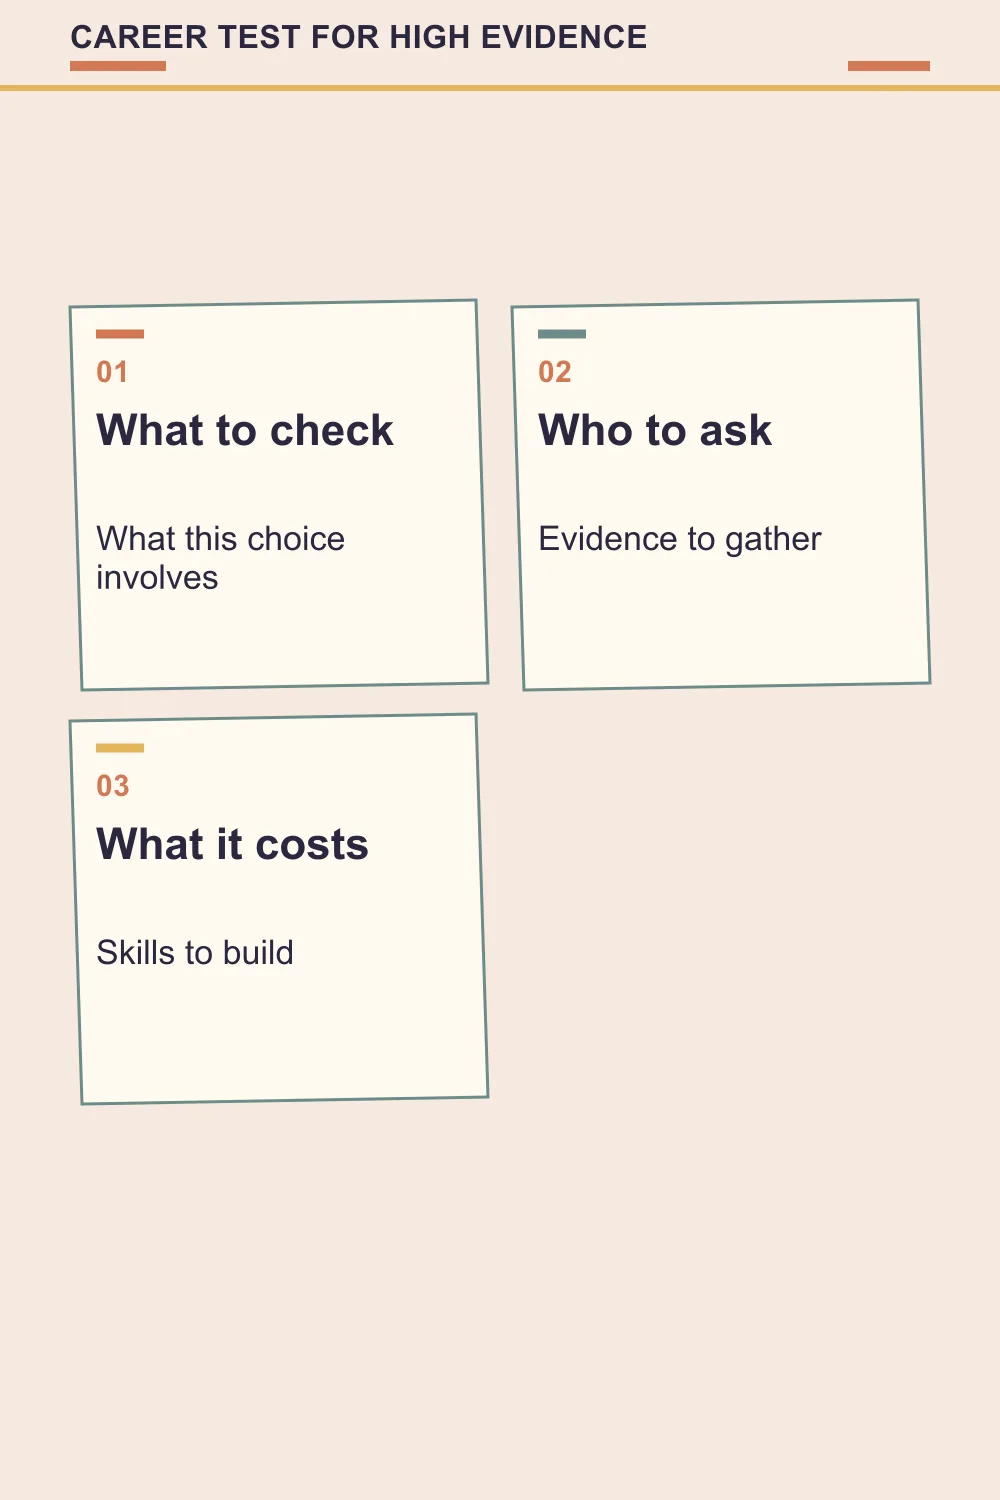 CAREER TEST FOR HIGH EVIDENCE
01
What to check
What this choice
involves
02
Who to ask
Evidence to gather
03
What it costs
Skills to build